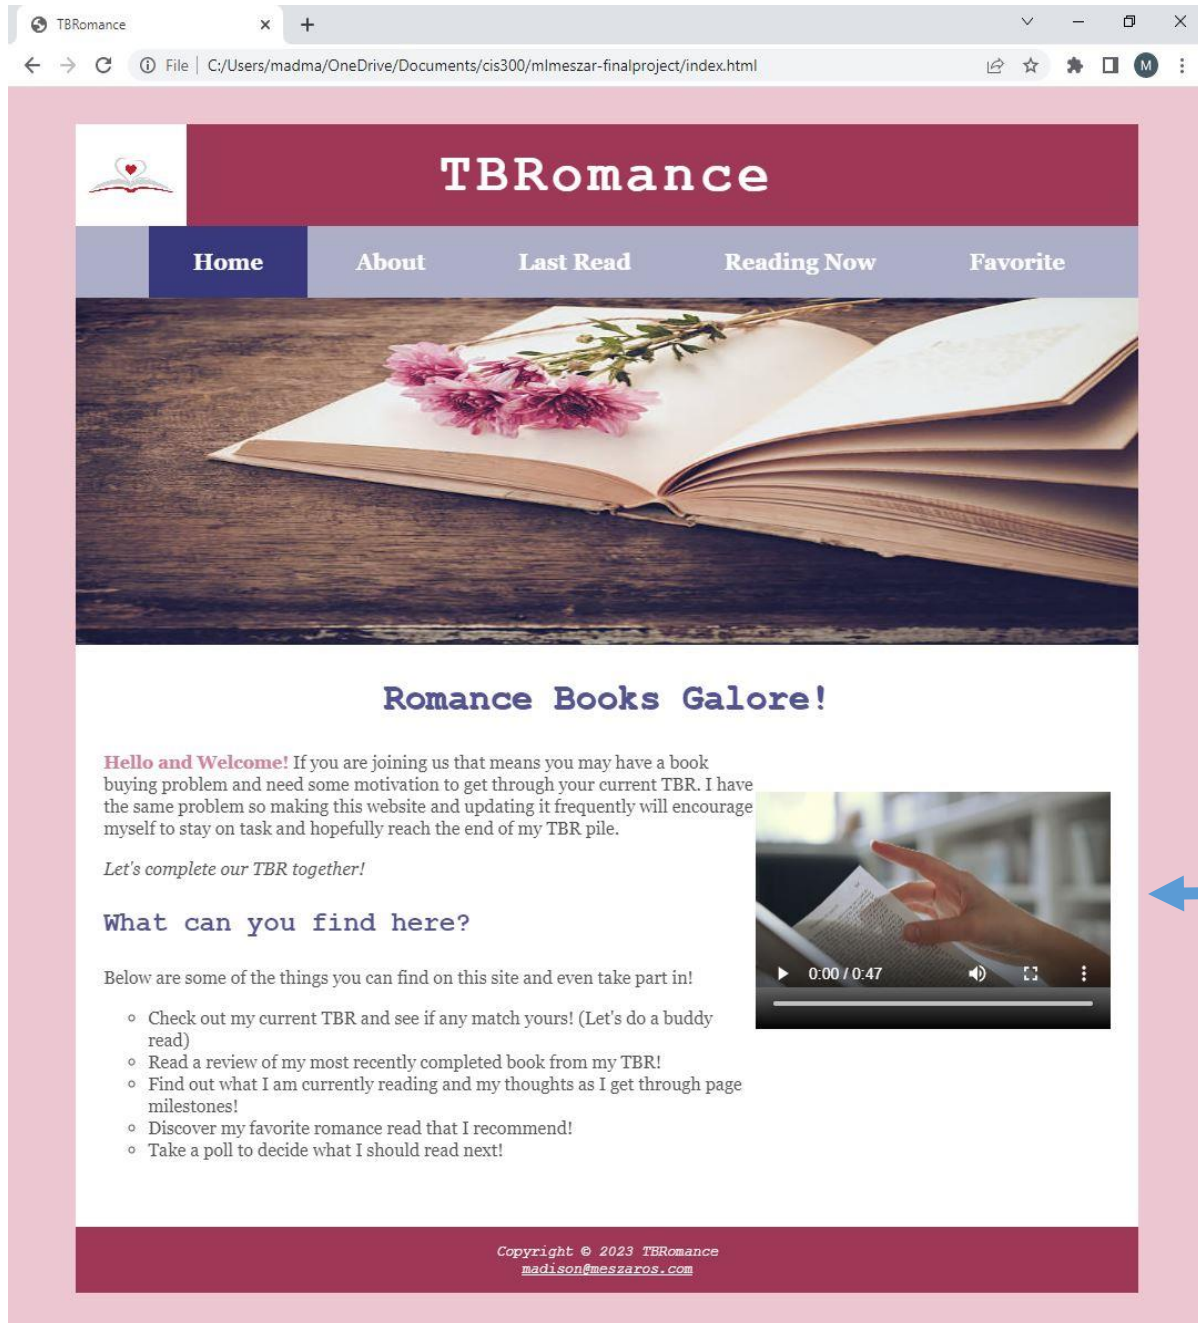 TBRomance
File | C:/Users/madma/OneDrive/Documents/cis300/mlmeszar-finalproject/index.html
M
TBRomance
Home About Last Read Reading Now Favorite
Romance Books Galore!
Hello and Welcome! If you are joining us that means you may have a book
buying problem and need some motivation to get through your current TBR. I have
the same problem so making this website and updating it frequently will encourage
myself to stay on task and hopefully reach the end of my TBR pile.
Let's complete our TBR together!
What can you find here?
Below are some of the things you can find on this site and even take part in!
Check out my current TBR and see if any match yours! (Let's do a buddy
read)
Read a review of my most recently completed book from my TBR!
Find out what I am currently reading and my thoughts as I get through page
milestones!
Discover my favorite romance read that I recommend!
Take a poll to decide what I should read next!
0:00 / 0:47
Copyright © 2023 TBRomance
madison@meszaros.com